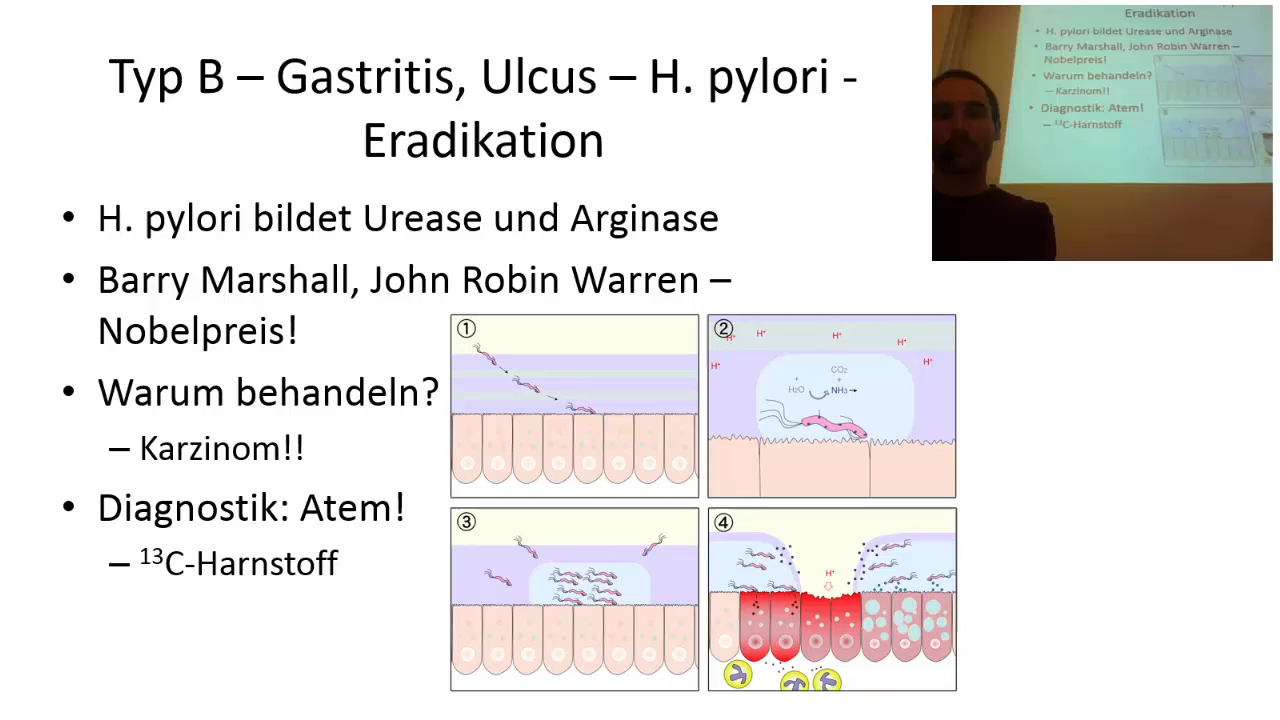 Typ B – Gastritis, Ulcus – H. pylori -
Eradikation
• H. pylori bildet Urease und Arginase
• Barry Marshall, John Robin Warren –
Nobelpreis!
• Warum behandeln?
– Karzinom!!
• Diagnostik: Atem!
– ¹³C-Harnstoff
①
②
H⁺ H⁺ H⁺ H⁺
H⁺ H⁺
CO₂
+ +
H₂O NH₃
③
④
H⁺
Eradikation
• H. pylori bildet Urease und Arginase
• Barry Marshall, John Robin Warren –
Nobelpreis!
• Warum behandeln?
– Karzinom!!
• Diagnostik: Atem!
– ¹³C-Harnstoff